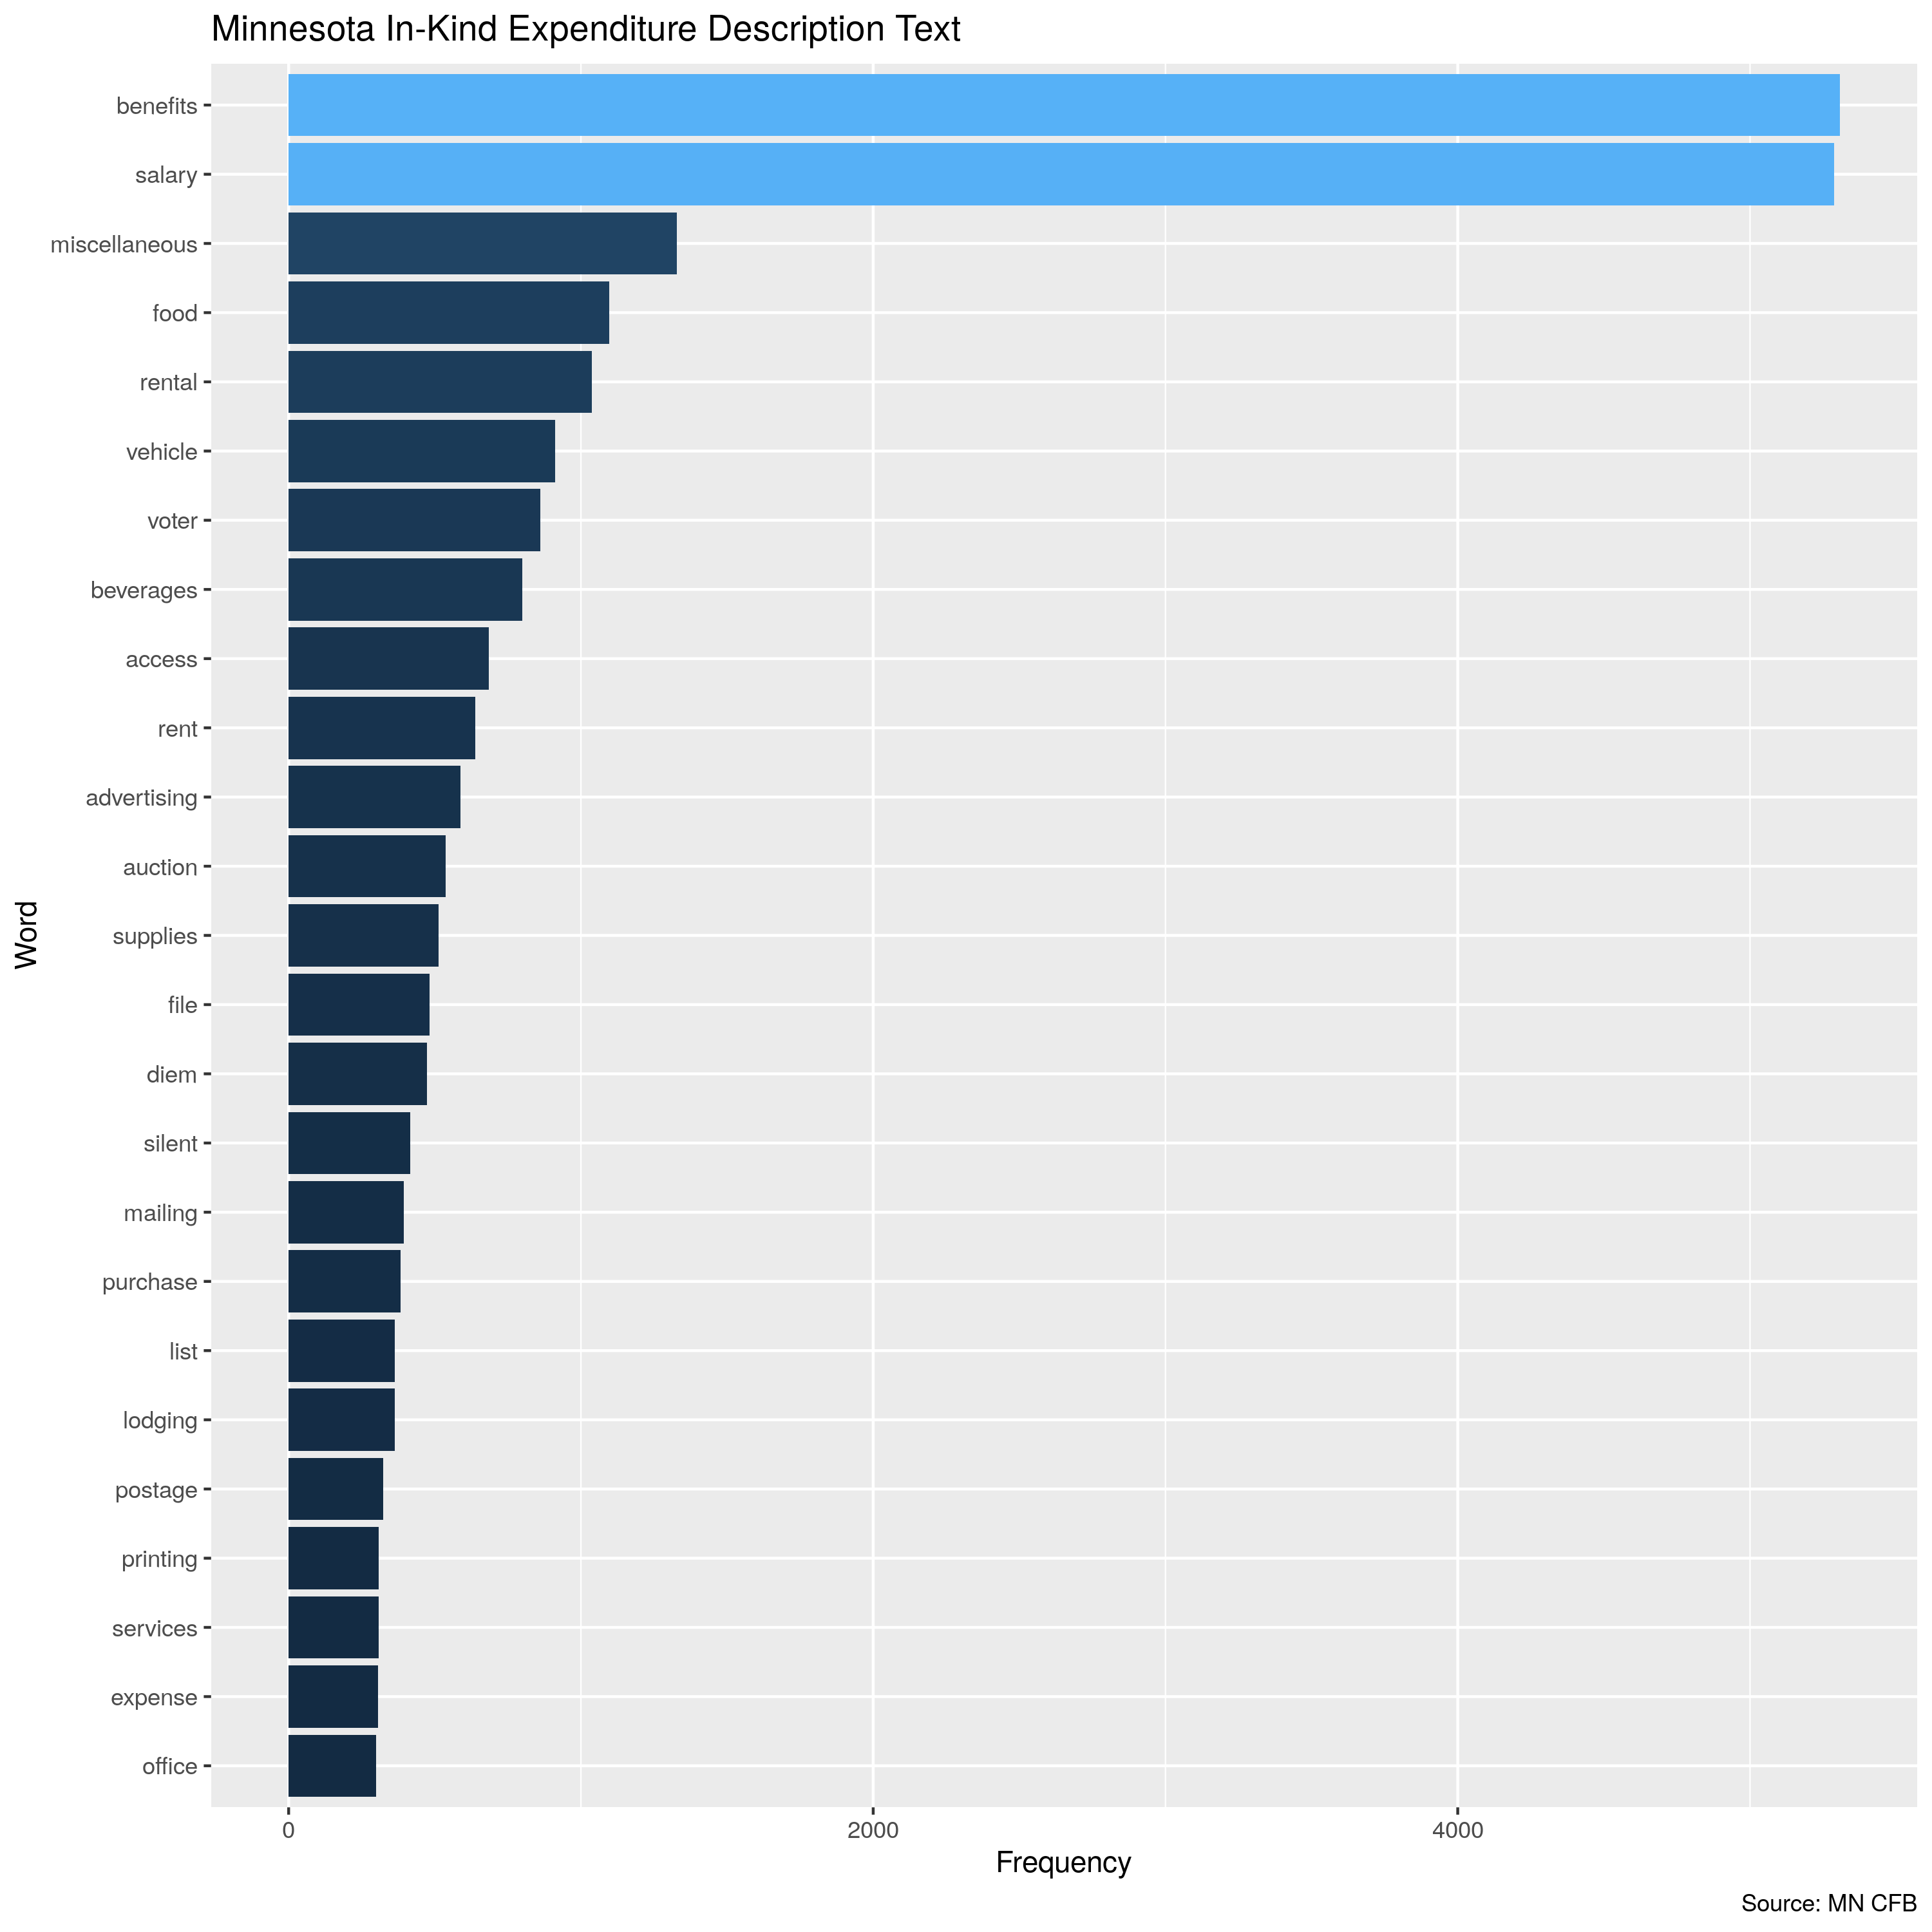 Minnesota In-Kind Expenditure Description Text
benefits
salary
miscellaneous
food
rental
vehicle
voter
beverages
access
rent
advertising
auction
supplies
file
diem
silent
mailing
purchase
list
lodging
postage
printing
services
expense
office
Word
0 2000 4000
Frequency
Source: MN CFB